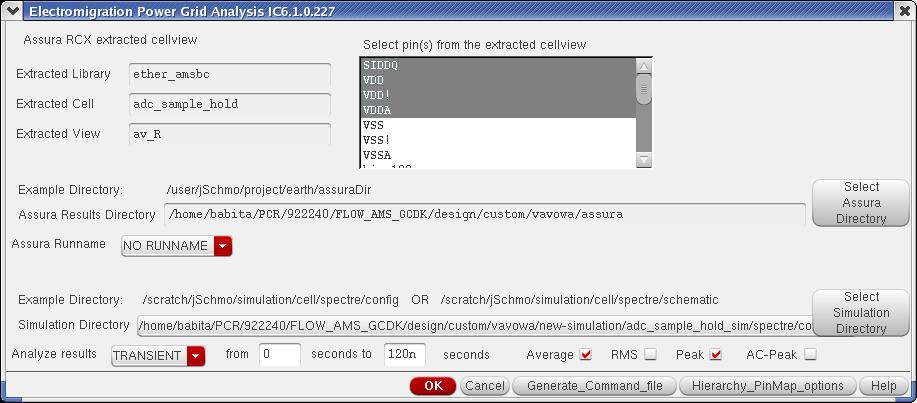 Electromigration Power Grid Analysis IC6.1.0.227
Assura RCX extracted cellview
Select pin(s) from the extracted cellview
Extracted Library ether_amsbc
Extracted Cell adc_sample_hold
Extracted View av_R
SIDDQ
VDD
VDD!
VDDA
VSS
VSS!
VSSA
Example Directory: /user/jSchmo/project/earth/assuraDir
Assura Results Directory /home/babita/PCR/922240/FLOW_AMS_GCDK/design/custom/vavowa/assura
Select
Assura
Directory
Assura Runname NO RUNNAME
Example Directory: /scratch/jSchmo/simulation/cell/spectre/config OR /scratch/jSchmo/simulation/cell/spectre/schematic
Simulation Directory /home/babita/PCR/922240/FLOW_AMS_GCDK/design/custom/vavowa/new-simulation/adc_sample_hold_sim/spectre/co
Select
Simulation
Directory
Analyze results TRANSIENT from 0 seconds to 120n seconds Average RMS Peak AC-Peak
OK Cancel Generate_Command_file Hierarchy_PinMap_options Help